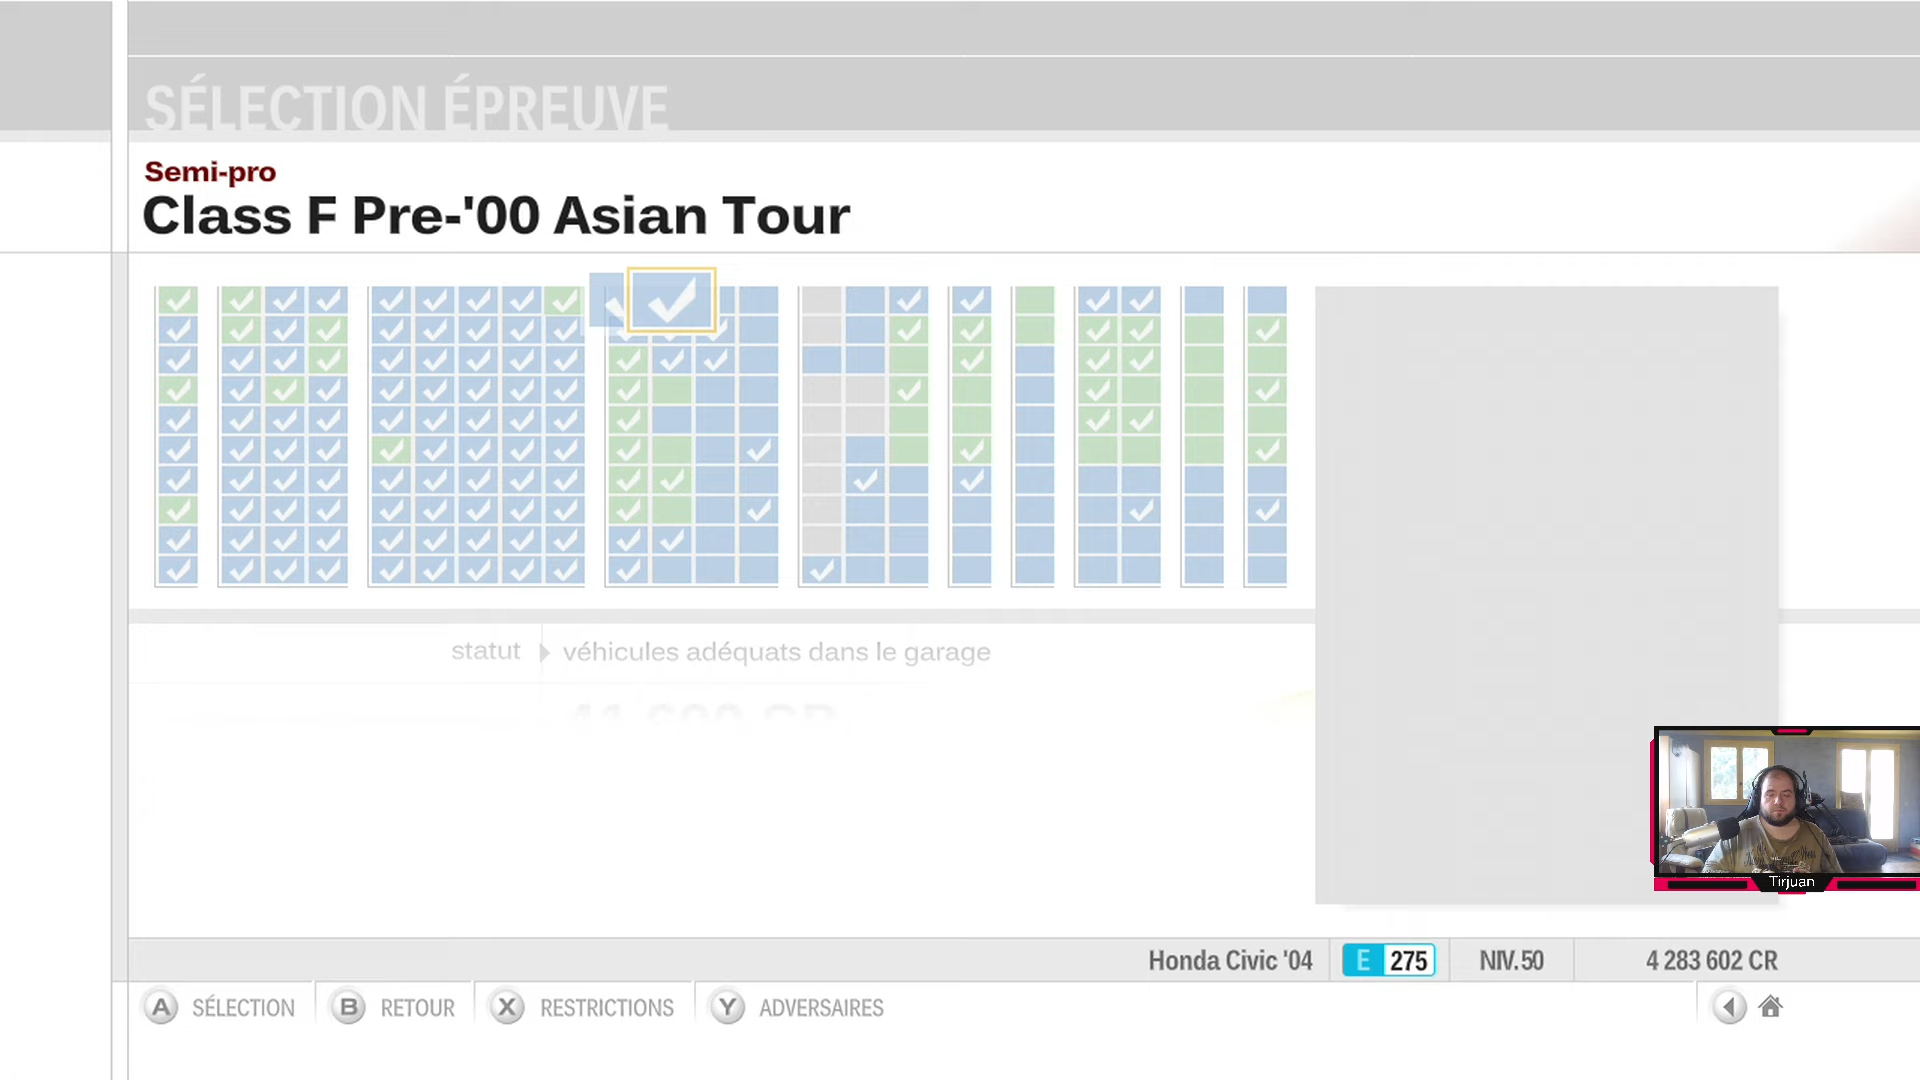 SÉLECTION ÉPREUVE
Semi-pro
Class F Pre-'00 Asian Tour
statut
véhicules adéquats dans le garage
Tirjuan
Honda Civic '04
E 275
NIV.50
4 283 602 CR
A SÉLECTION
B RETOUR
X RESTRICTIONS
Y ADVERSAIRES